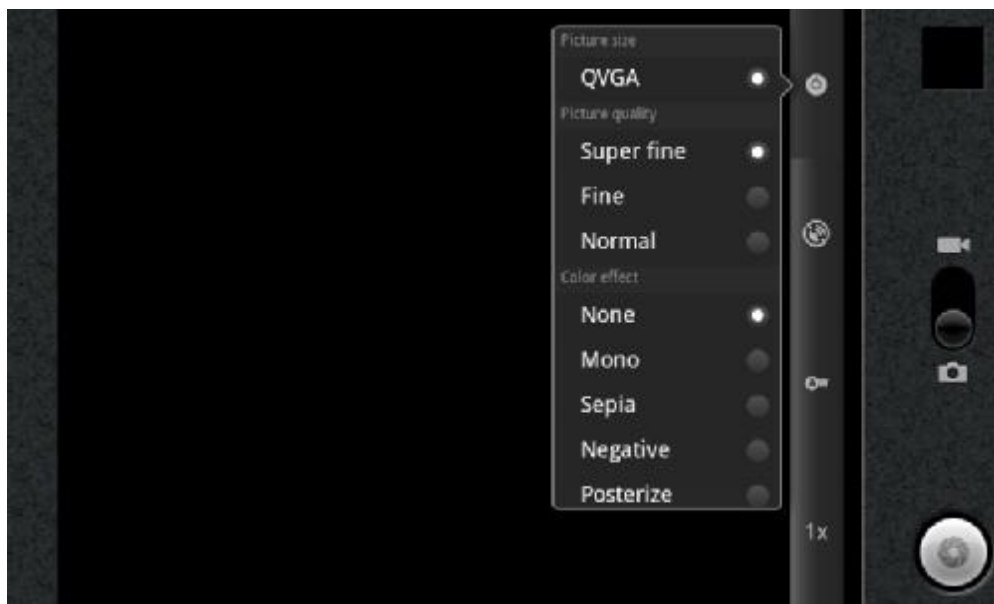 Picture size
QVGA
Picture quality
Super fine
Fine
Normal
Color effect
None
Mono
Sepia
Negative
Posterize
1x